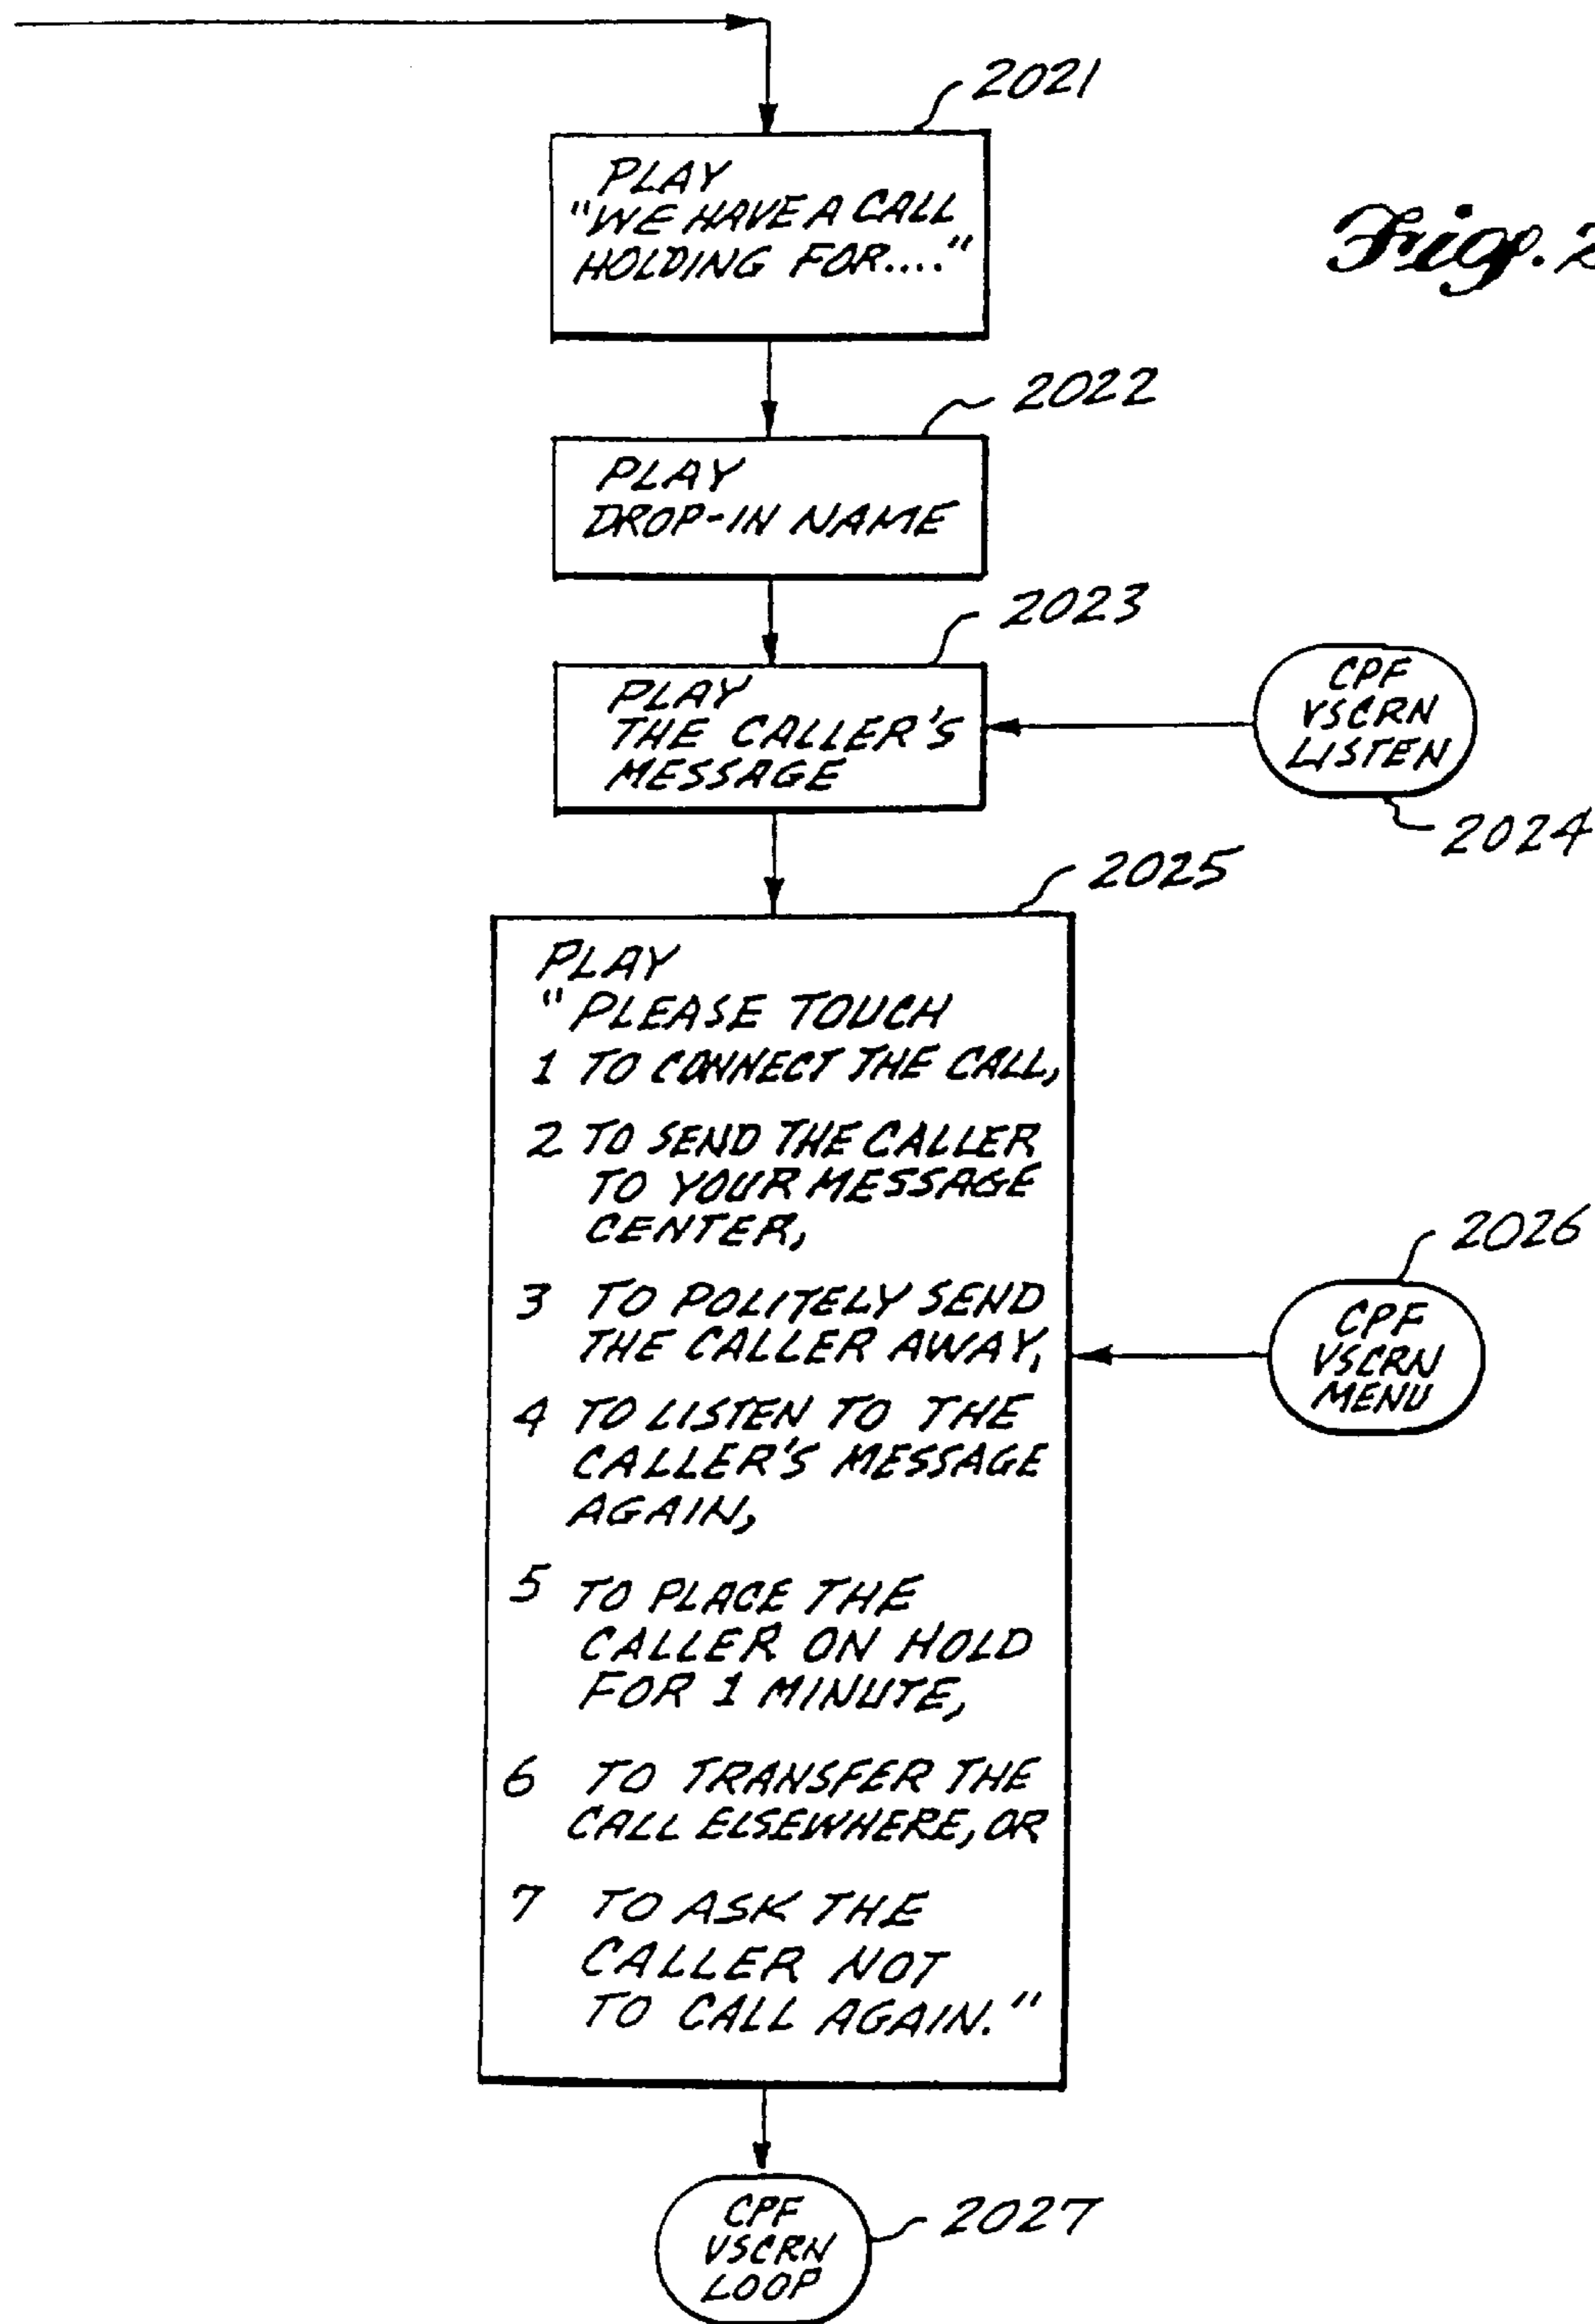 2021
PLAY
"WE HAVE A CALL
HOLDING FOR...."
Fig. 2
2022
PLAY
DROP-IN NAME
2023
PLAY
THE CALLER'S
MESSAGE
CPF
VSCRN
LISTEN
2024
2025
PLAY
"PLEASE TOUCH
1 TO CONNECT THE CALL,
2 TO SEND THE CALLER
TO YOUR MESSAGE
CENTER,
3 TO POLITELY SEND
THE CALLER AWAY,
4 TO LISTEN TO THE
CALLER'S MESSAGE
AGAIN,
5 TO PLACE THE
CALLER ON HOLD
FOR 1 MINUTE,
6 TO TRANSFER THE
CALL ELSEWHERE, OR
7 TO ASK THE
CALLER NOT
TO CALL AGAIN."
2026
CPF
VSCRN
MENU
CPF
VSCRN
LOOP
2027